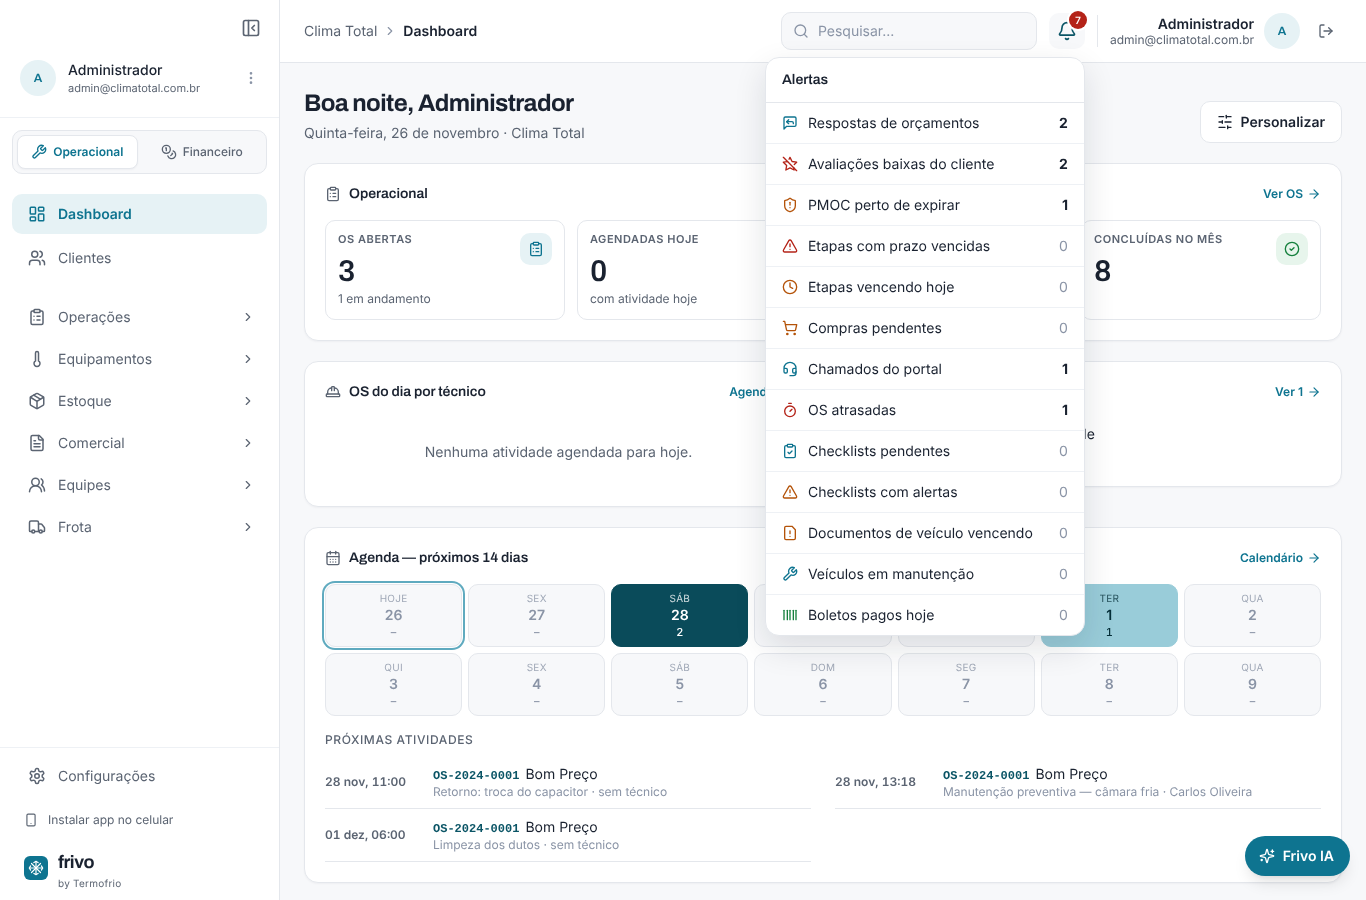 Clima Total
Dashboard
Pesquisar...
7
Administrador
admin@climatotal.com.br
A
A
Administrador
admin@climatotal.com.br
Operacional
Financeiro
Dashboard
Clientes
Operações
Equipamentos
Estoque
Comercial
Equipes
Frota
Configurações
Instalar app no celular
frivo
by Termofrio
Boa noite, Administrador
Quinta-feira, 26 de novembro · Clima Total
Personalizar
Alertas
Respostas de orçamentos 2
Avaliações baixas do cliente 2
PMOC perto de expirar 1
Etapas com prazo vencidas 0
Etapas vencendo hoje 0
Compras pendentes 0
Chamados do portal 1
OS atrasadas 1
Checklists pendentes 0
Checklists com alertas 0
Documentos de veículo vencendo 0
Veículos em manutenção 0
Boletos pagos hoje 0
Operacional
Ver OS
OS ABERTAS
3
1 em andamento
AGENDADAS HOJE
0
com atividade hoje
CONCLUÍDAS NO MÊS
8
OS do dia por técnico
Nenhuma atividade agendada para hoje.
Ver 1
Agenda — próximos 14 dias
Calendário
HOJE
26
–
SEX
27
–
SÁB
28
2
TER
1
1
QUA
2
–
QUI
3
–
SEX
4
–
SÁB
5
–
DOM
6
–
SEG
7
–
TER
8
–
QUA
9
–
PRÓXIMAS ATIVIDADES
28 nov, 11:00
OS-2024-0001 Bom Preço
Retorno: troca do capacitor · sem técnico
28 nov, 13:18
OS-2024-0001 Bom Preço
Manutenção preventiva — câmara fria · Carlos Oliveira
01 dez, 06:00
OS-2024-0001 Bom Preço
Limpeza dos dutos · sem técnico
Frivo IA